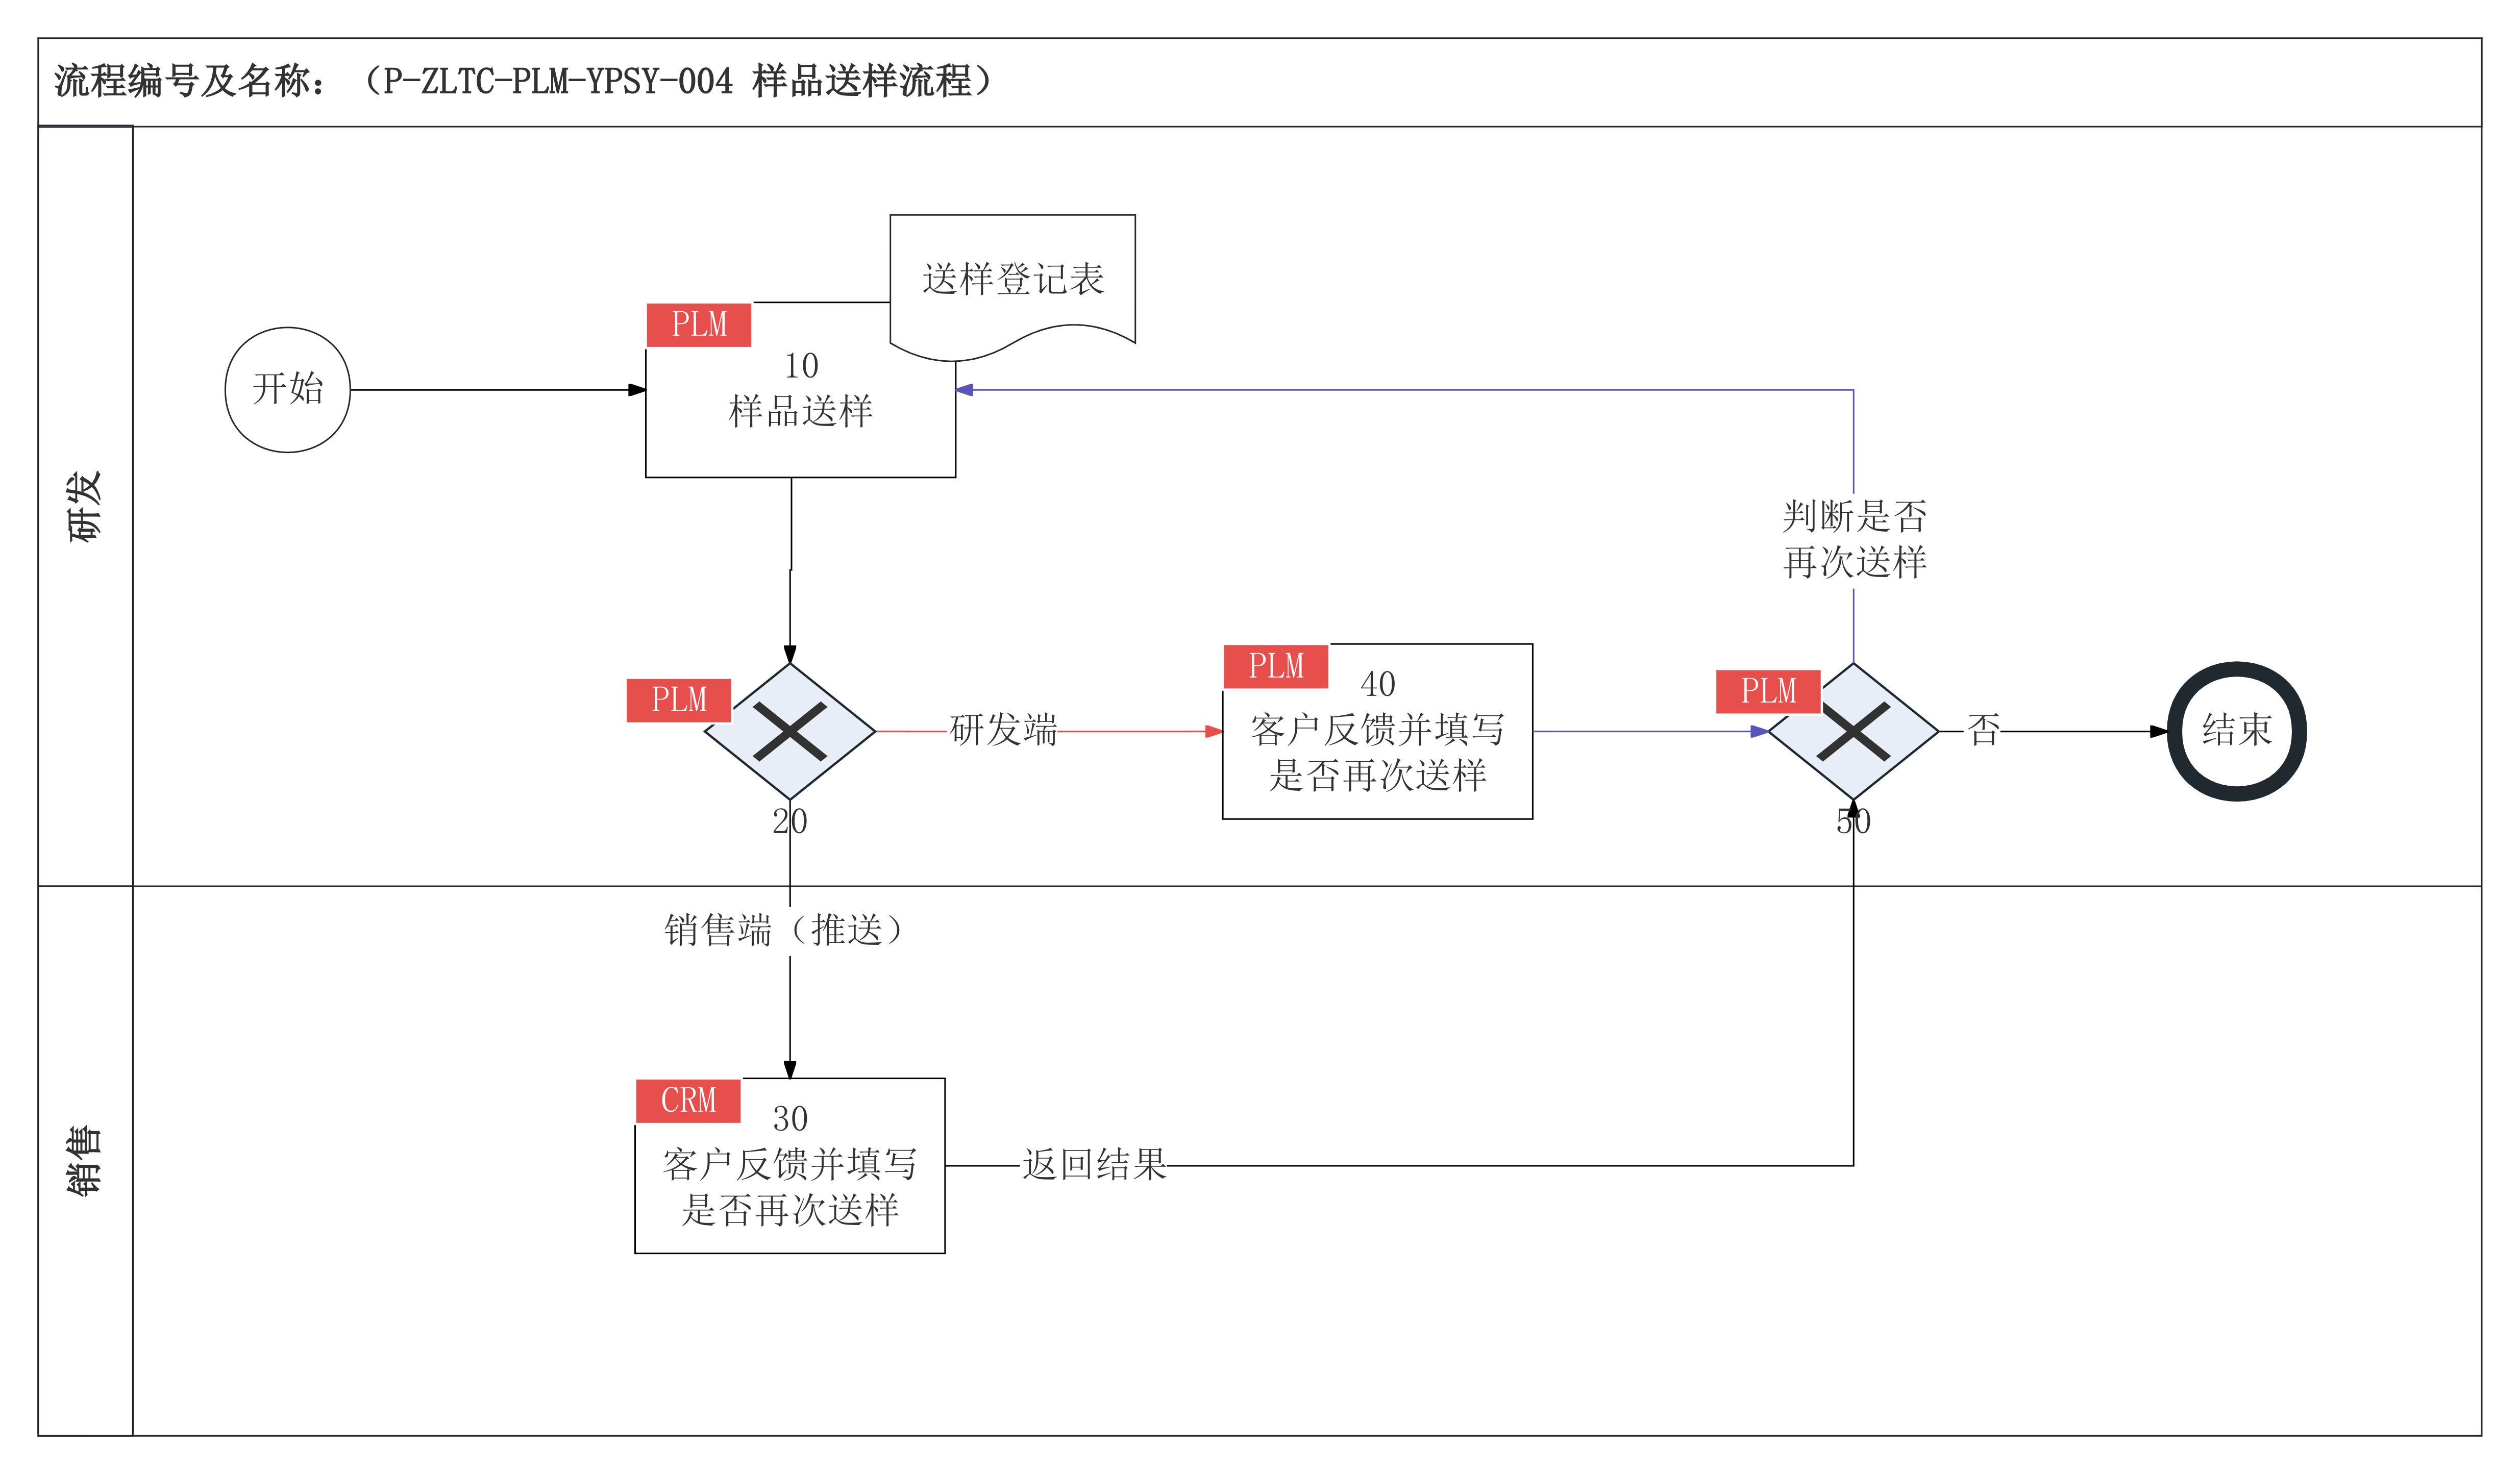 流程编号及名称：（P-ZLTC-PLM-YPSY-004 样品送样流程）
研发
送样登记表
PLM
10
样品送样
开始
判断是否
再次送样
PLM
20
研发端
PLM
40
客户反馈并填写
是否再次送样
PLM
50
否
结束
销售
销售端（推送）
CRM
30
客户反馈并填写
是否再次送样
返回结果